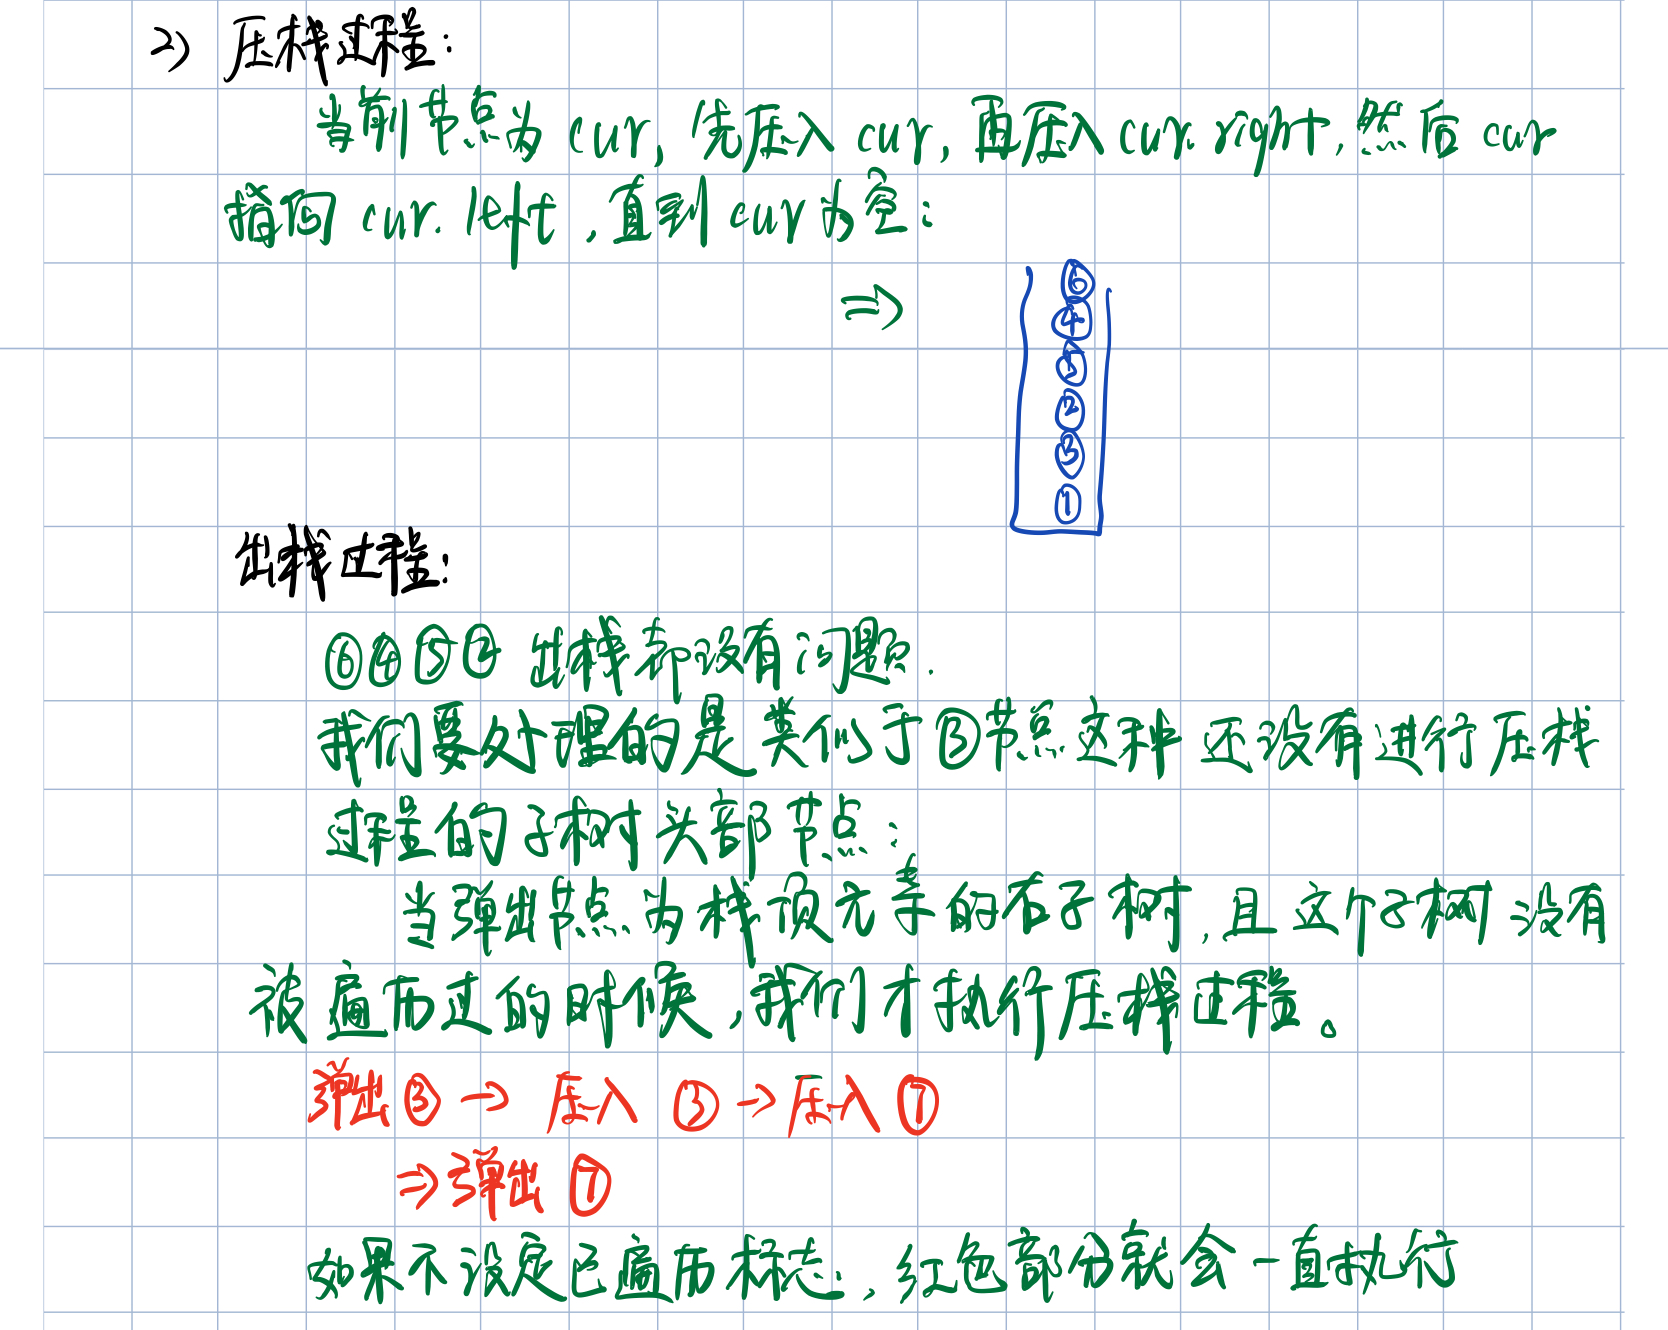 2) 压栈过程:
当前节点为 cur, 先压入 cur, 再压入 cur.right, 然后 cur
指向 cur.left, 直到 cur为空:
⇒
⑥
④
⑤
②
③
①
出栈过程:
⑥④⑤② 出栈都没有问题.
我们要处理的是类似于③节点这种还没有进行压栈
过程的子树头部节点:
当弹出节点为栈顶元素的右子树,且这个子树没有
被遍历过的时候,我们才执行压栈过程。
弹出③→ 压入 ③→压入⑦
⇒弹出 ⑦
如果不设定已遍历标志,红色部分就会一直执行